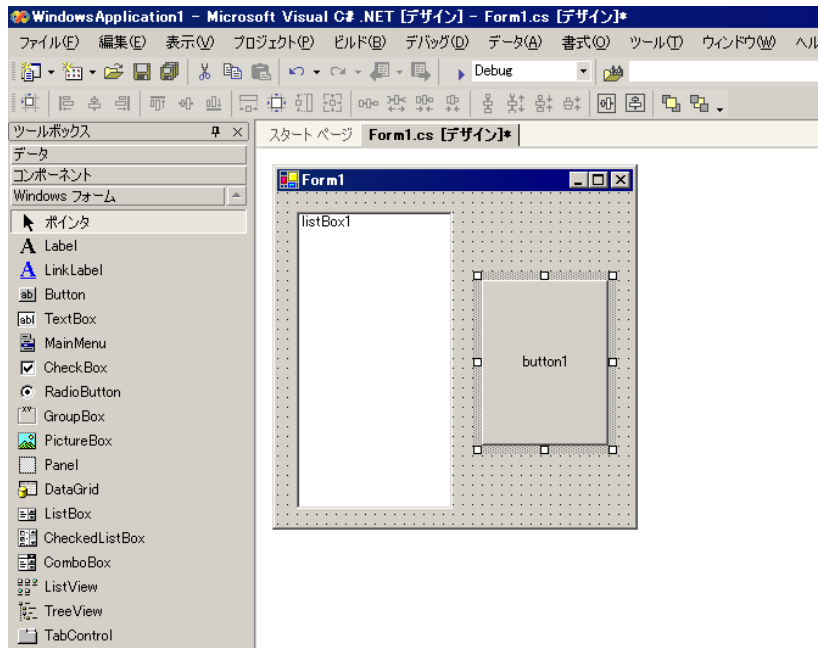 WindowsApplication1 - Microsoft Visual C# .NET [デザイン] - Form1.cs [デザイン]*
ファイル(F) 編集(E) 表示(V) プロジェクト(P) ビルド(B) デバッグ(D) データ(A) 書式(O) ツール(T) ウィンドウ(W) ヘル
Debug
ツールボックス
スタート ページ Form1.cs [デザイン]*
データ
コンポーネント
Windows フォーム
ポインタ
A Label
A LinkLabel
ab Button
abl TextBox
MainMenu
CheckBox
RadioButton
XV GroupBox
PictureBox
Panel
DataGrid
ListBox
CheckedListBox
ComboBox
ListView
TreeView
TabControl
Form1
listBox1
button1